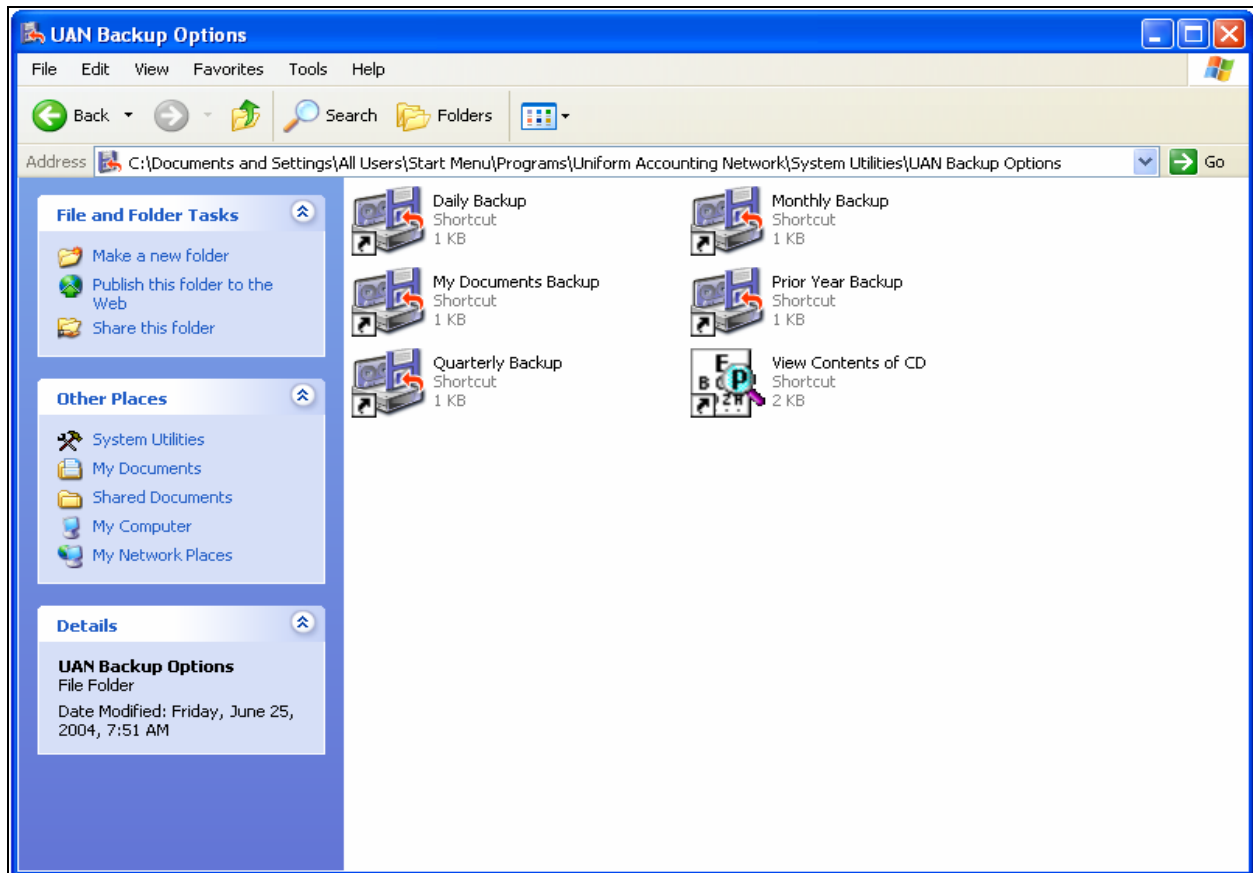 UAN Backup Options
File Edit View Favorites Tools Help
Back Search Folders
Address C:\Documents and Settings\All Users\Start Menu\Programs\Uniform Accounting Network\System Utilities\UAN Backup Options Go
File and Folder Tasks
Make a new folder
Publish this folder to the
Web
Share this folder
Other Places
System Utilities
My Documents
Shared Documents
My Computer
My Network Places
Details
UAN Backup Options
File Folder
Date Modified: Friday, June 25,
2004, 7:51 AM
Daily Backup
Shortcut
1 KB
Monthly Backup
Shortcut
1 KB
My Documents Backup
Shortcut
1 KB
Prior Year Backup
Shortcut
1 KB
Quarterly Backup
Shortcut
1 KB
View Contents of CD
Shortcut
2 KB